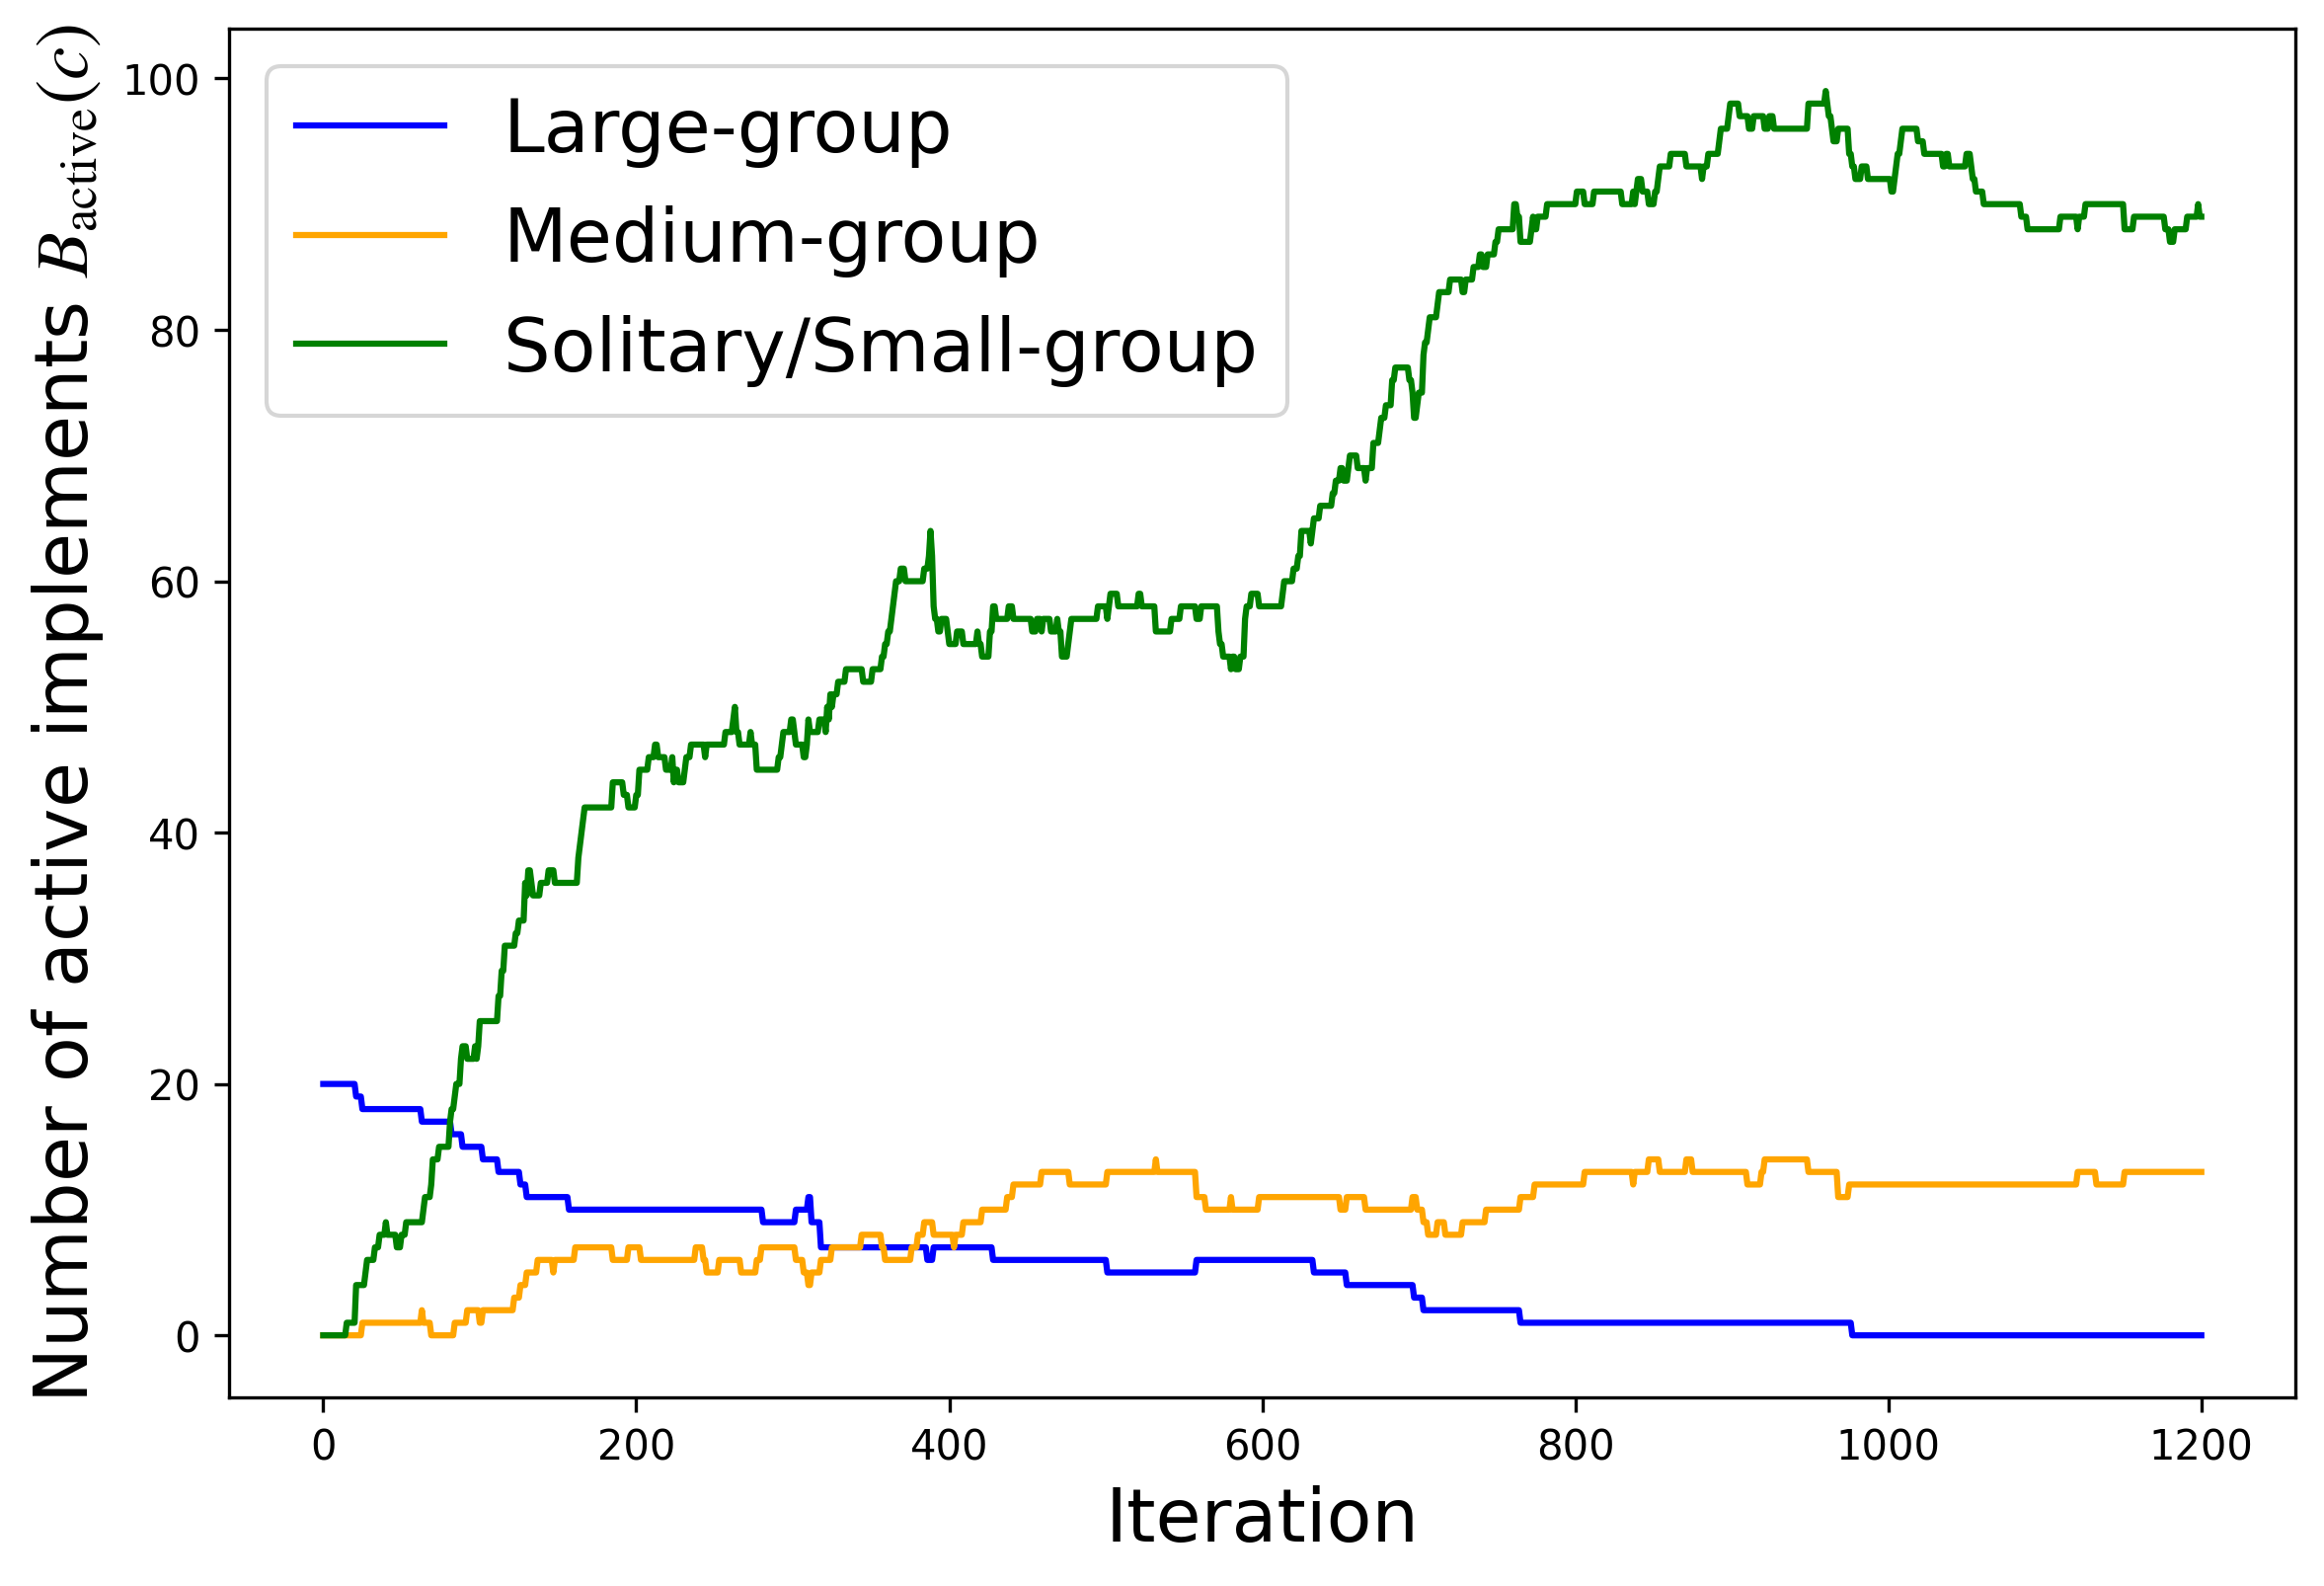 Number of active implements B_active(c)
100
80
60
40
20
0
Large-group
Medium-group
Solitary/Small-group
0 200 400 600 800 1000 1200
Iteration